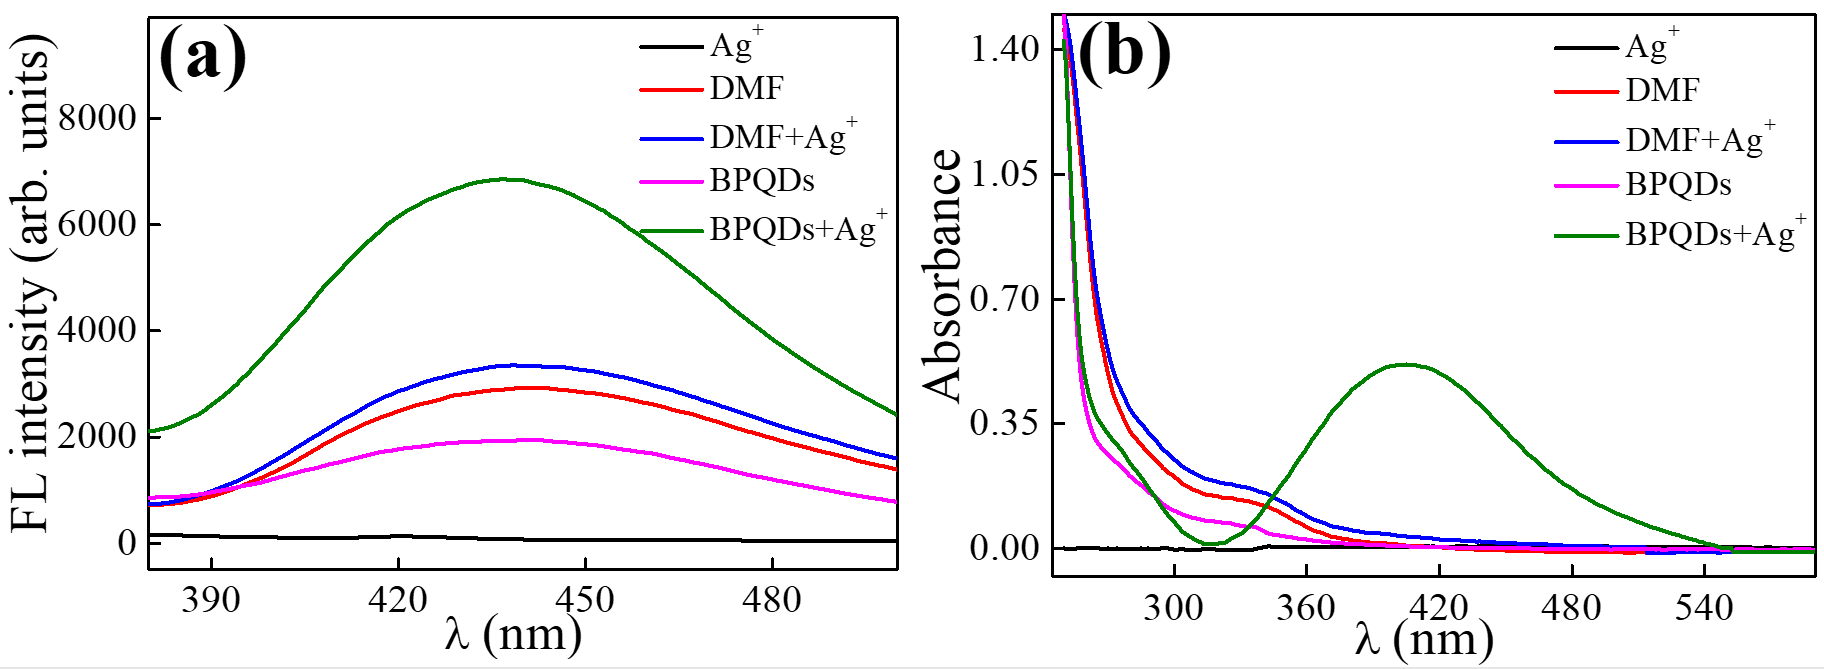 (a)
Ag⁺
DMF
DMF+Ag⁺
BPQDs
BPQDs+Ag⁺
FL intensity (arb. units)
8000
6000
4000
2000
0
390 420 450 480
λ (nm)
(b)
Ag⁺
DMF
DMF+Ag⁺
BPQDs
BPQDs+Ag⁺
Absorbance
1.40
1.05
0.70
0.35
0.00
300 360 420 480 540
λ (nm)